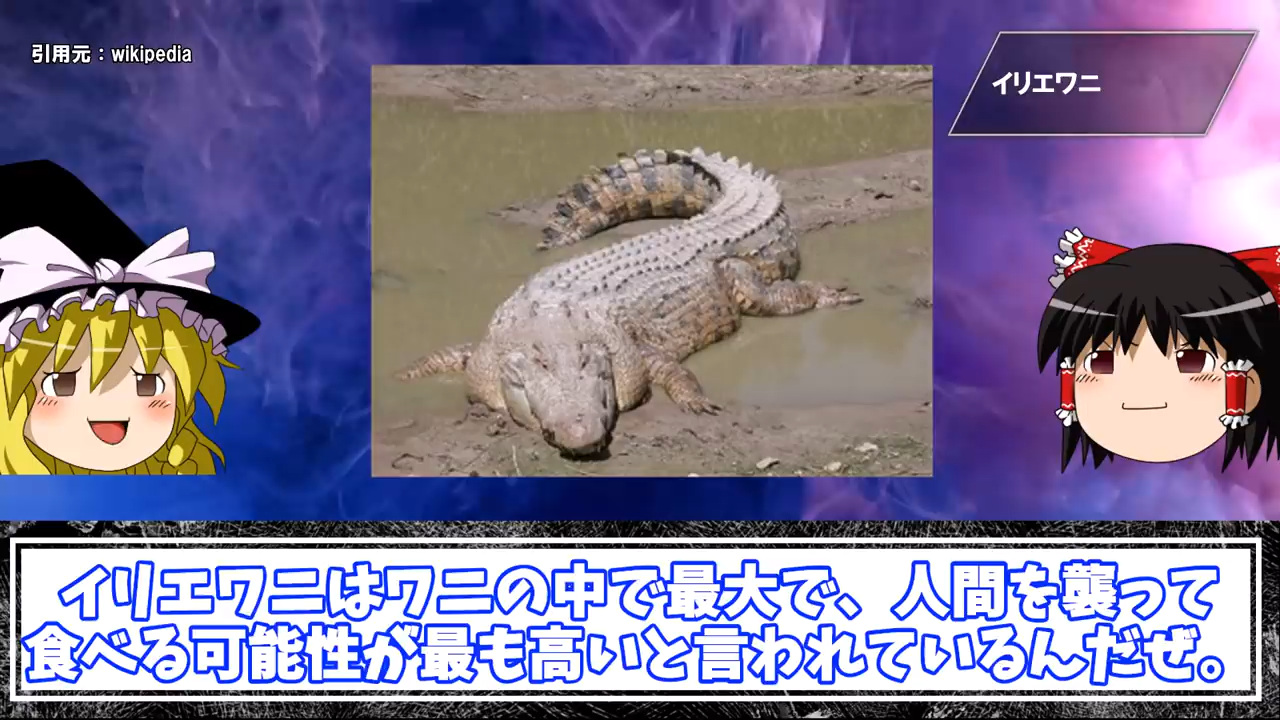 引用元：wikipedia
イリエワニ
イリエワニはワニの中で最大で、人間を襲って
食べる可能性が最も高いと言われているんだぜ。